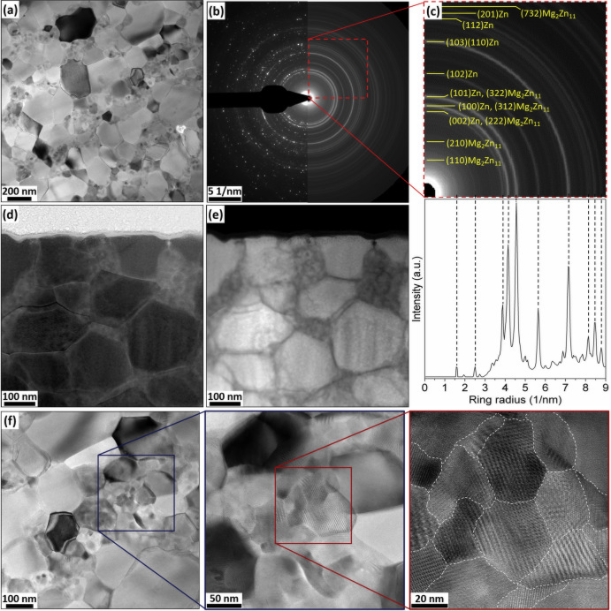 (a)
200 nm
(b)
5 1/nm
(c)
(732)Mg₂Zn₁₁
(201)Zn
(112)Zn
(103)(110)Zn
(102)Zn
(101)Zn, (322)Mg₂Zn₁₁
(100)Zn, (312)Mg₂Zn₁₁
(002)Zn, (222)Mg₂Zn₁₁
(210)Mg₂Zn₁₁
(110)Mg₂Zn₁₁
(d)
100 nm
(e)
100 nm
Intensity (a.u.)
0 1 2 3 4 5 6 7 8 9
Ring radius (1/nm)
(f)
100 nm
50 nm
20 nm